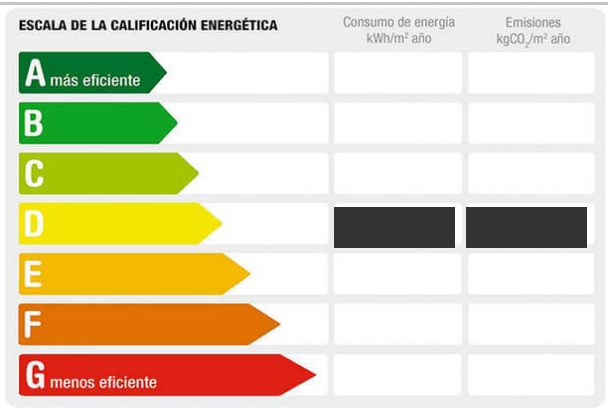 ESCALA DE LA CALIFICACIÓN ENERGÉTICA
Consumo de energía
kWh/m² año
Emisiones
kgCO₂/m² año
A más eficiente
B
C
D
E
F
G menos eficiente